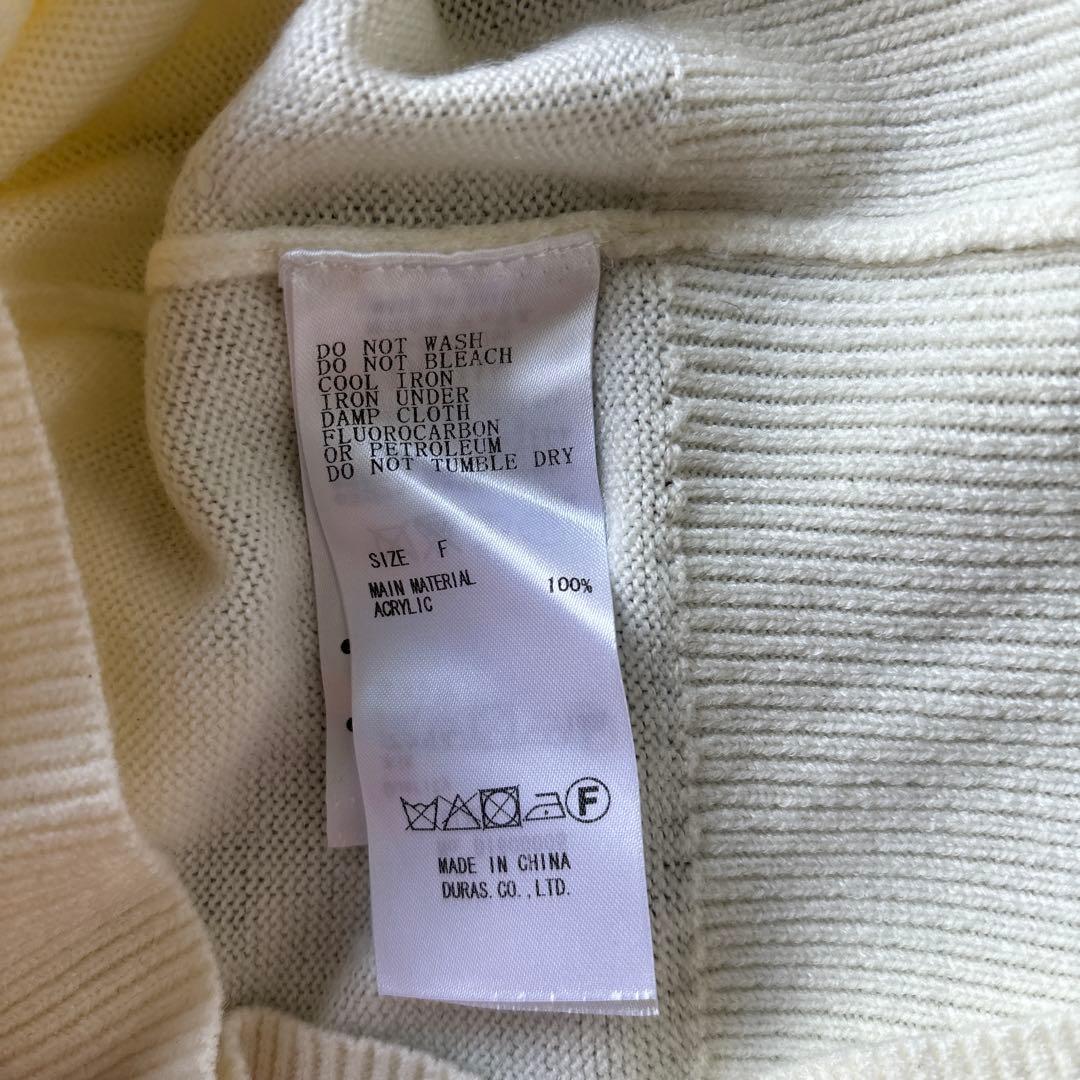 DO NOT WASH
DO NOT BLEACH
COOL IRON
IRON UNDER
DAMP CLOTH
FLUOROCARBON
OR PETROLEUM
DO NOT TUMBLE DRY
SIZE F
MAIN MATERIAL
ACRYLIC 100%
F
MADE IN CHINA
DURAS.CO.,LTD.